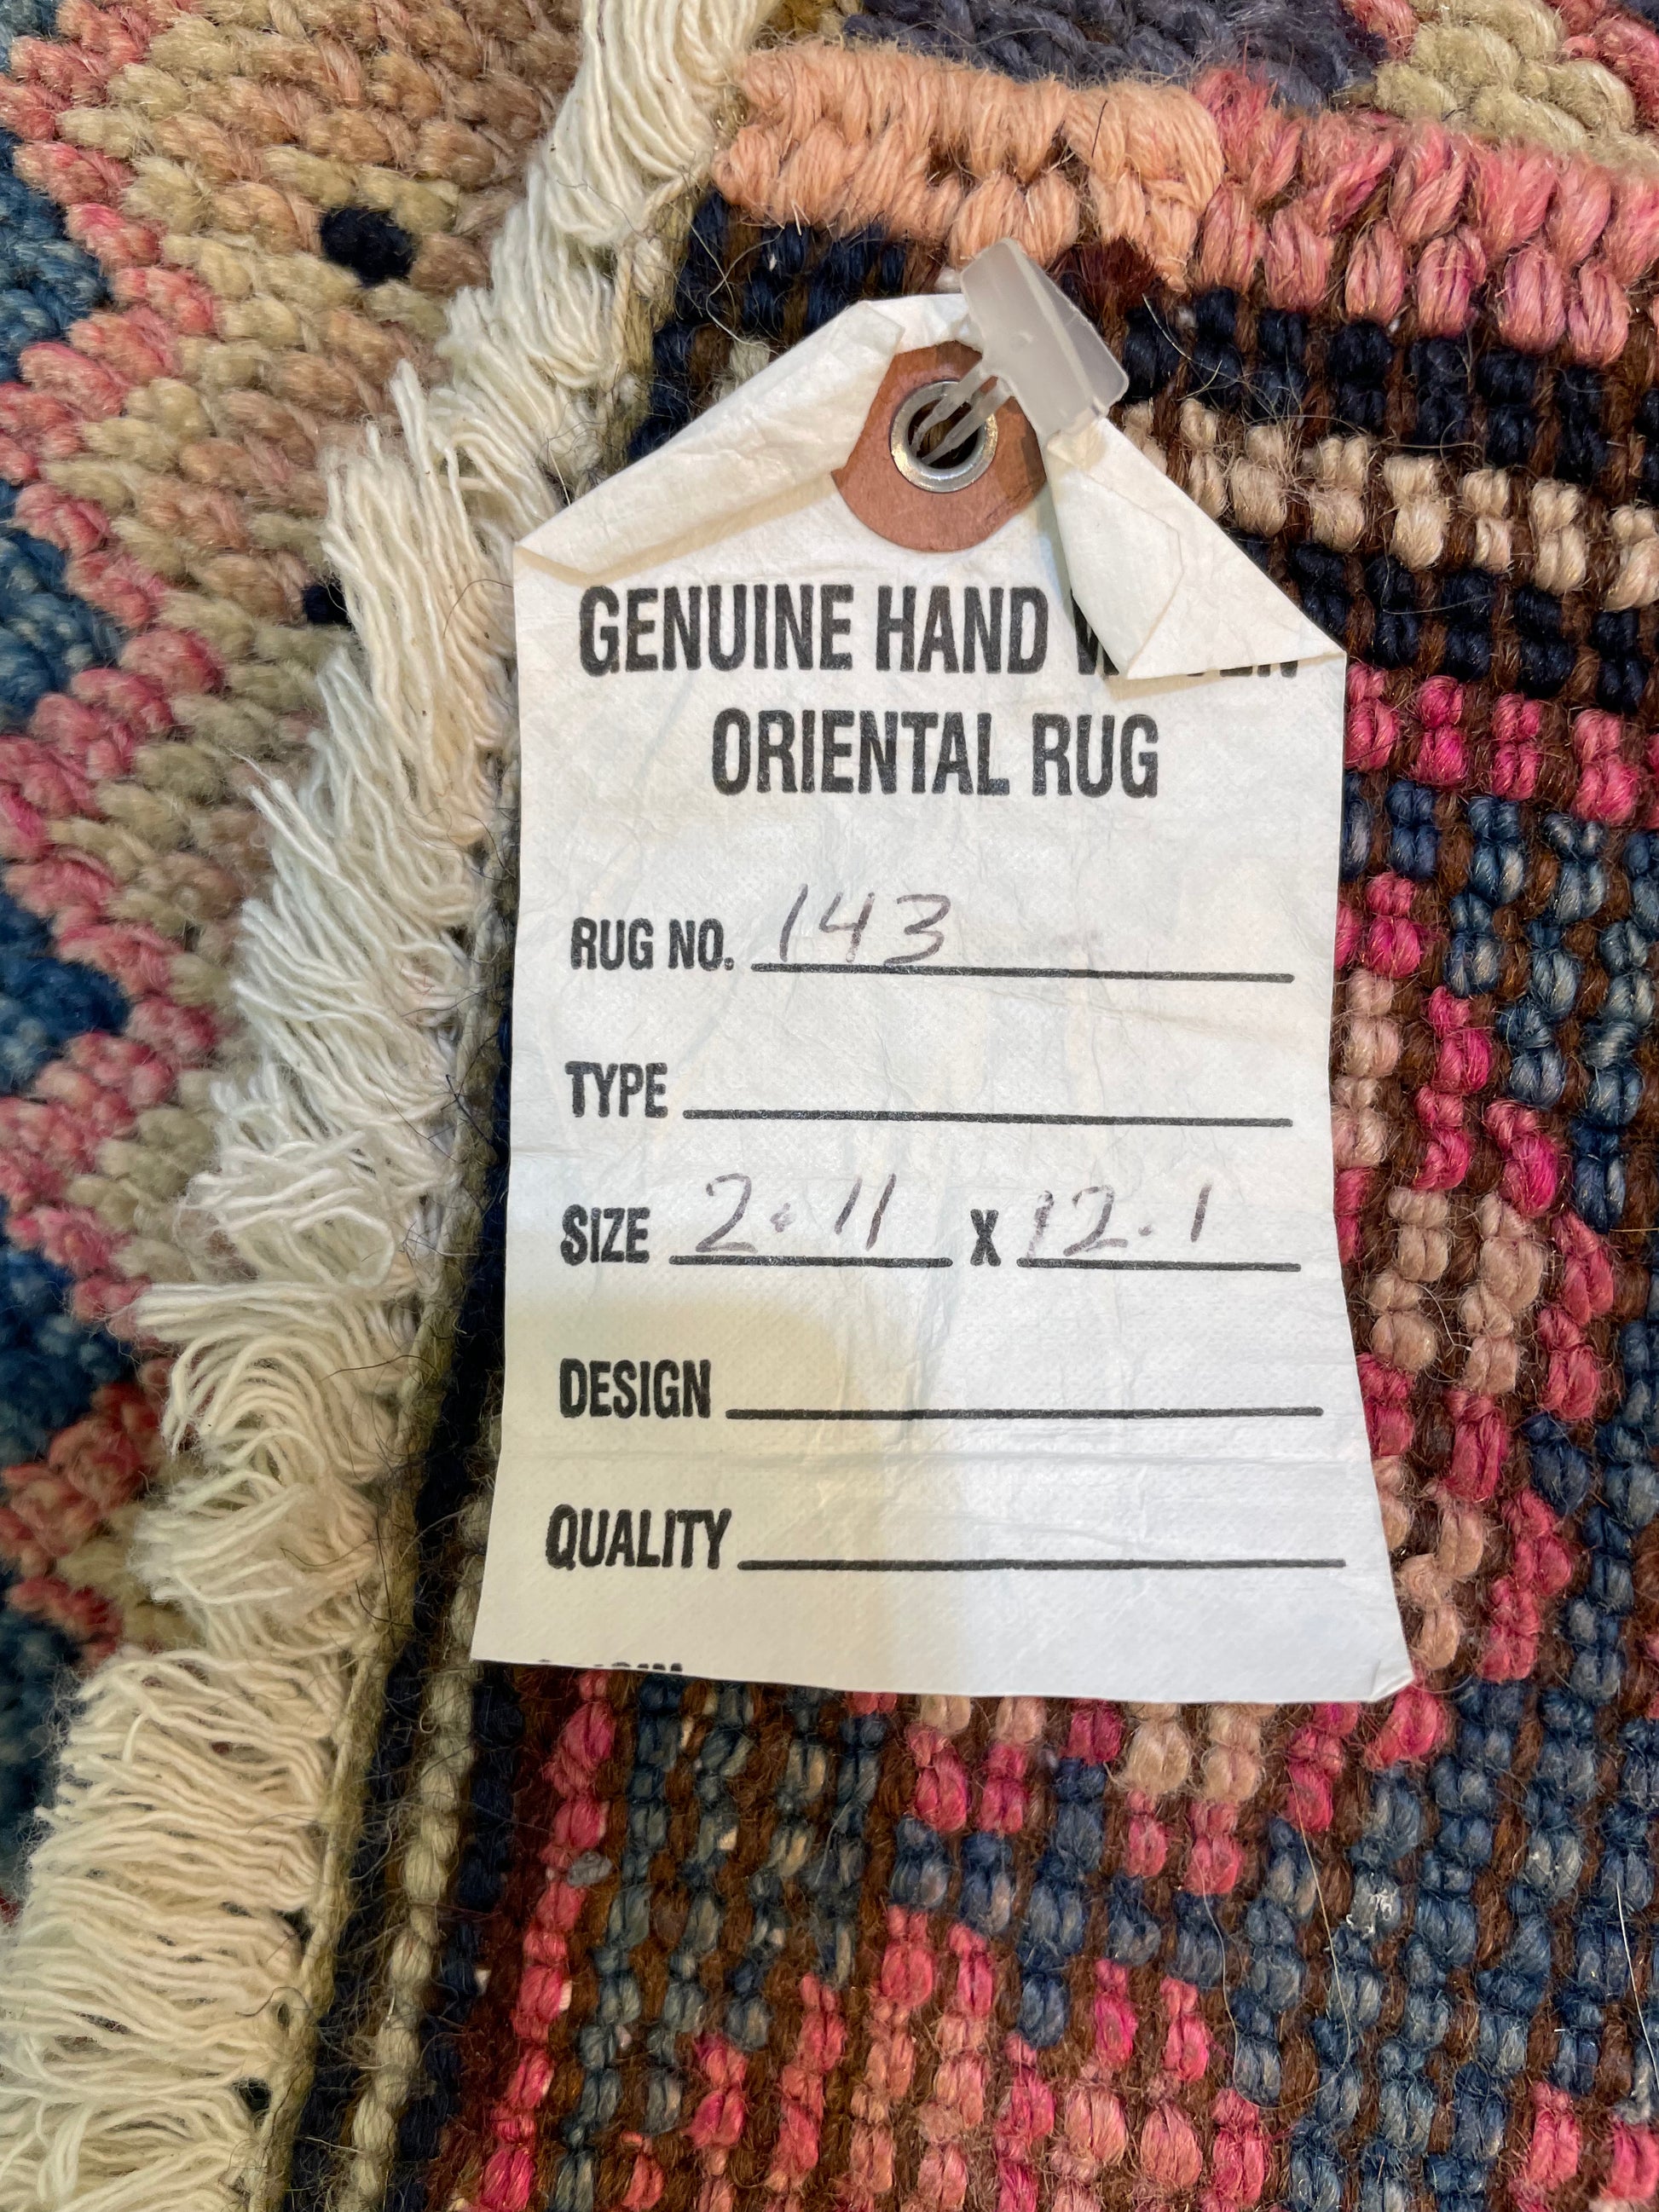 GENUINE HAND
ORIENTAL RUG
RUG NO. 143
TYPE
SIZE 2.11 X 12.1
DESIGN
QUALITY